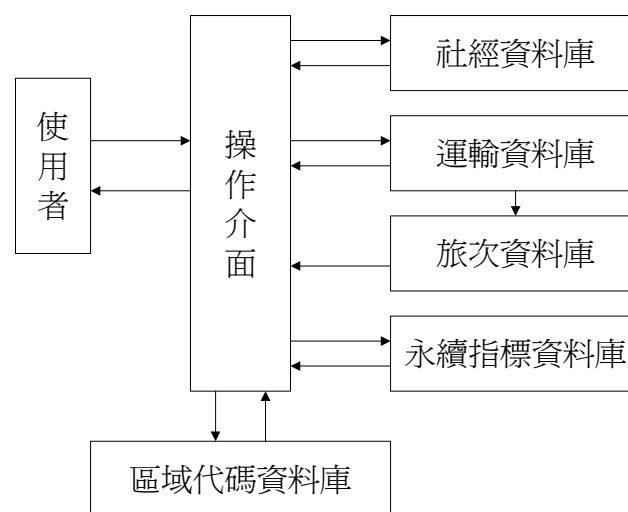 社經資料庫
使用者
操作介面
運輸資料庫
旅次資料庫
永續指標資料庫
區域代碼資料庫